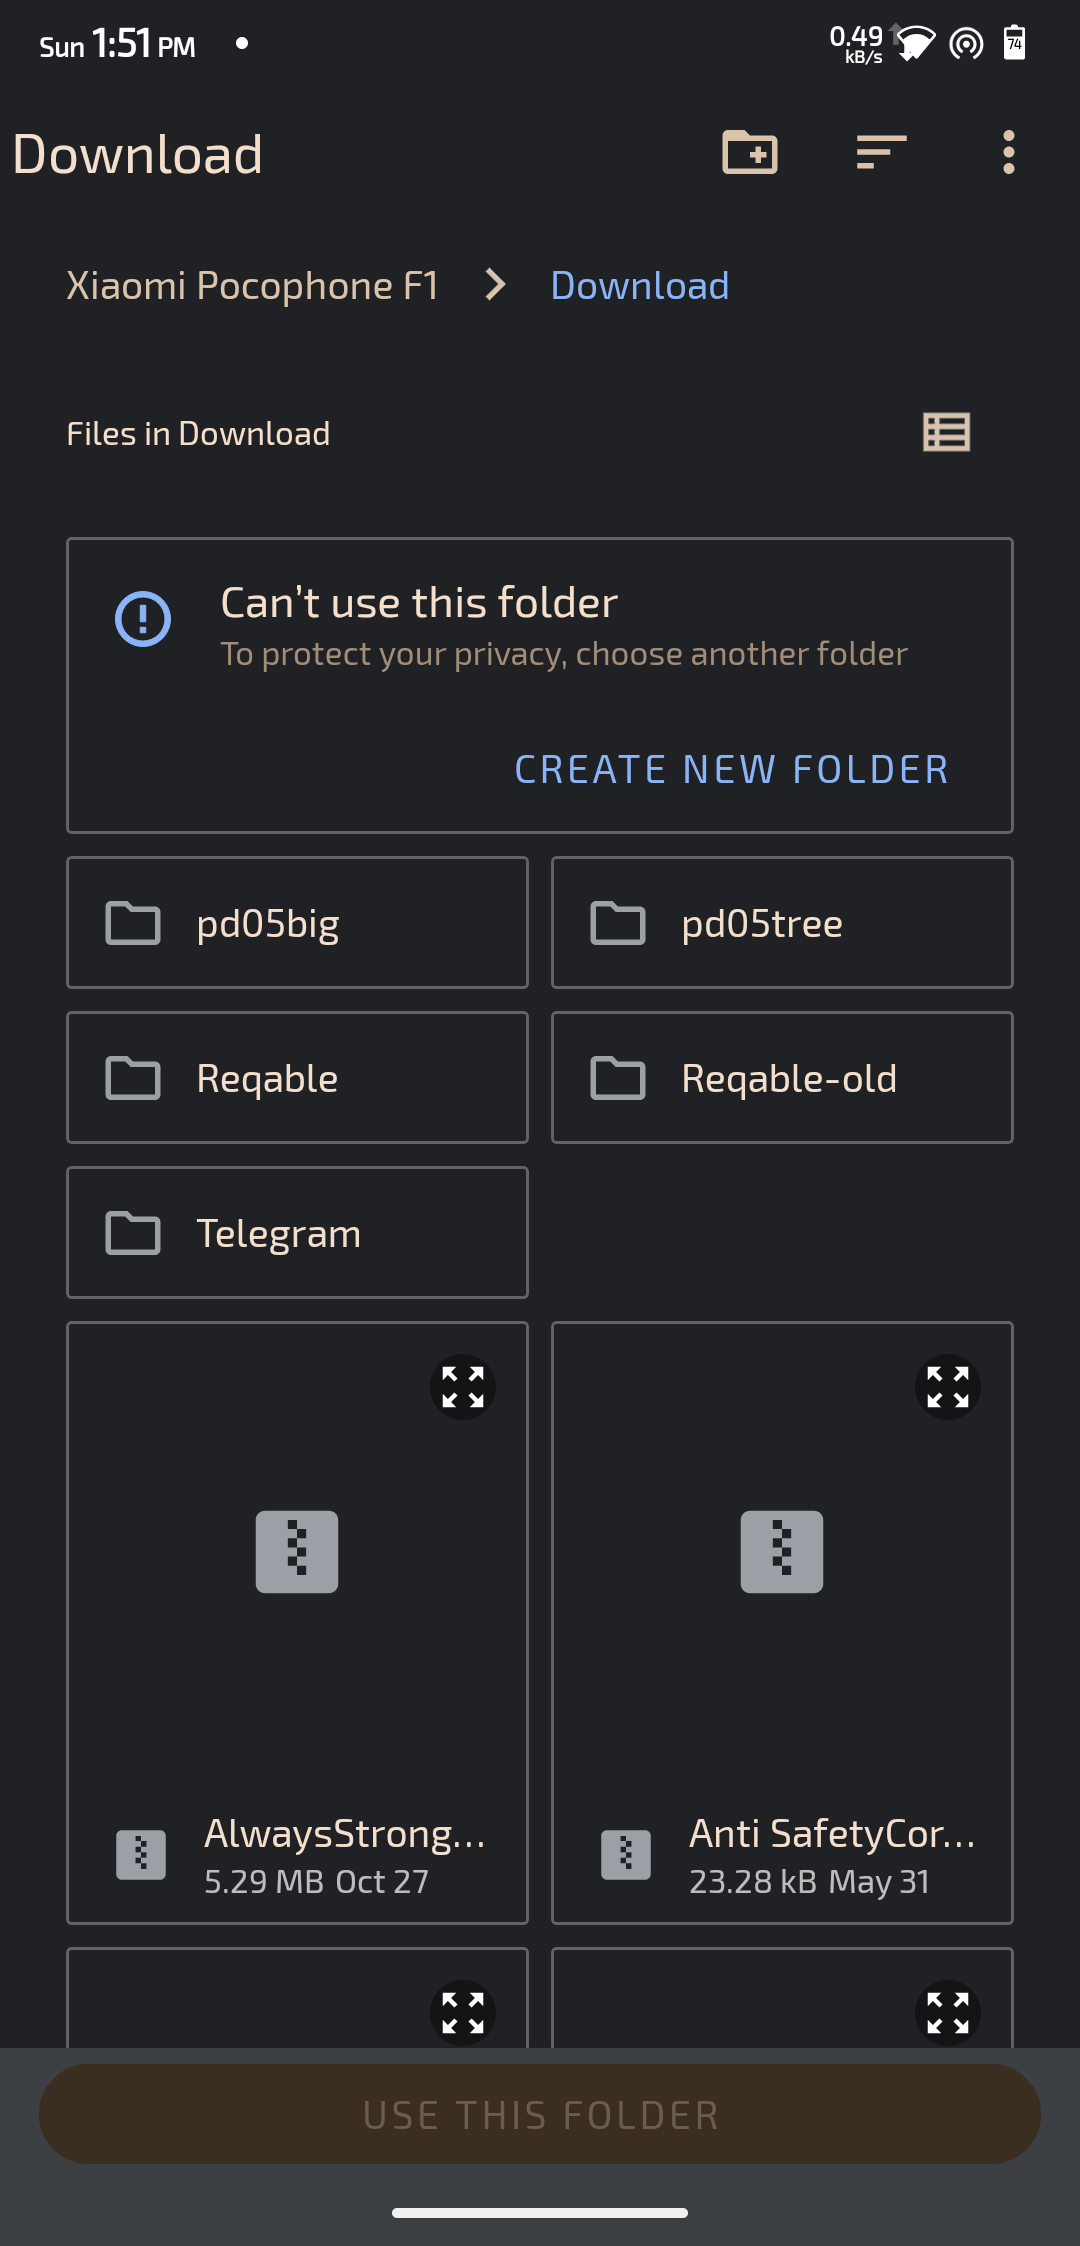 Sun 1:51 PM
0.49
kB/s
74
Download
Xiaomi Pocophone F1
Download
Files in Download
Can't use this folder
To protect your privacy, choose another folder
CREATE NEW FOLDER
pd05big
pd05tree
Reqable
Reqable-old
Telegram
AlwaysStrong...
5.29 MB Oct 27
Anti SafetyCor...
23.28 kB May 31
USE THIS FOLDER